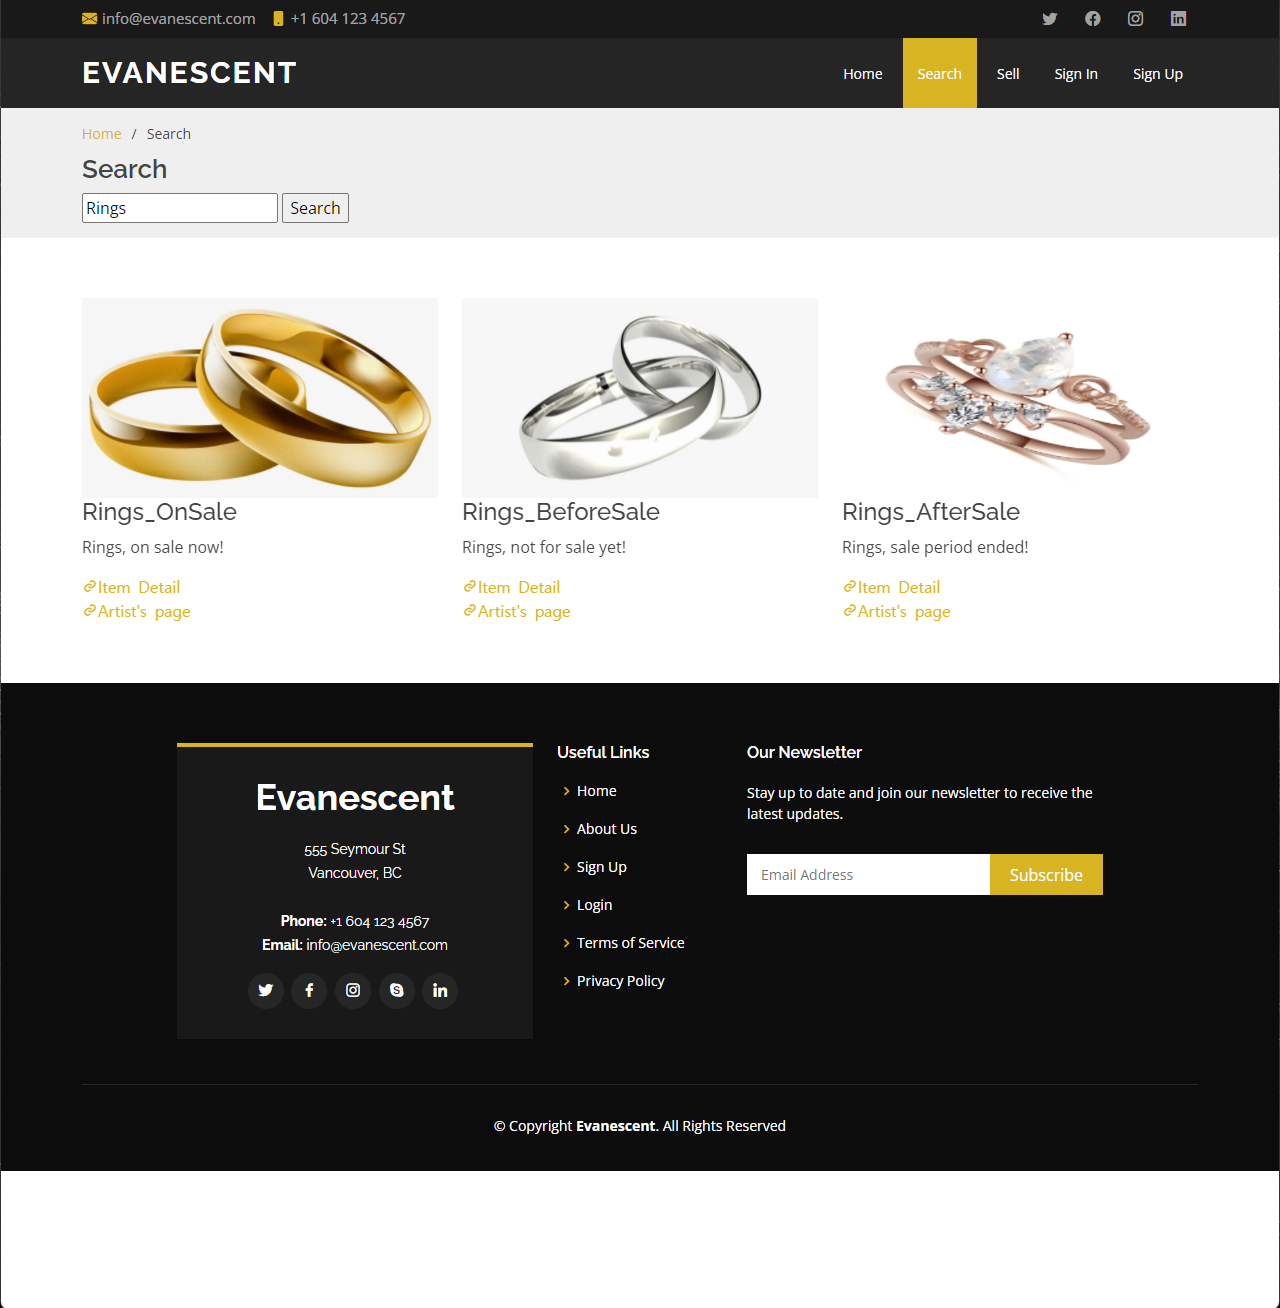 info@evanescent.com +1 604 123 4567
EVANESCENT
Home Search Sell Sign In Sign Up
Home / Search
Search
Rings Search
Rings_OnSale
Rings, on sale now!
Item Detail
Artist's page
Rings_BeforeSale
Rings, not for sale yet!
Item Detail
Artist's page
Rings_AfterSale
Rings, sale period ended!
Item Detail
Artist's page
Evanescent
555 Seymour St
Vancouver, BC
Phone: +1 604 123 4567
Email: info@evanescent.com
Useful Links
Home
About Us
Sign Up
Login
Terms of Service
Privacy Policy
Our Newsletter
Stay up to date and join our newsletter to receive the
latest updates.
Email Address Subscribe
© Copyright Evanescent. All Rights Reserved